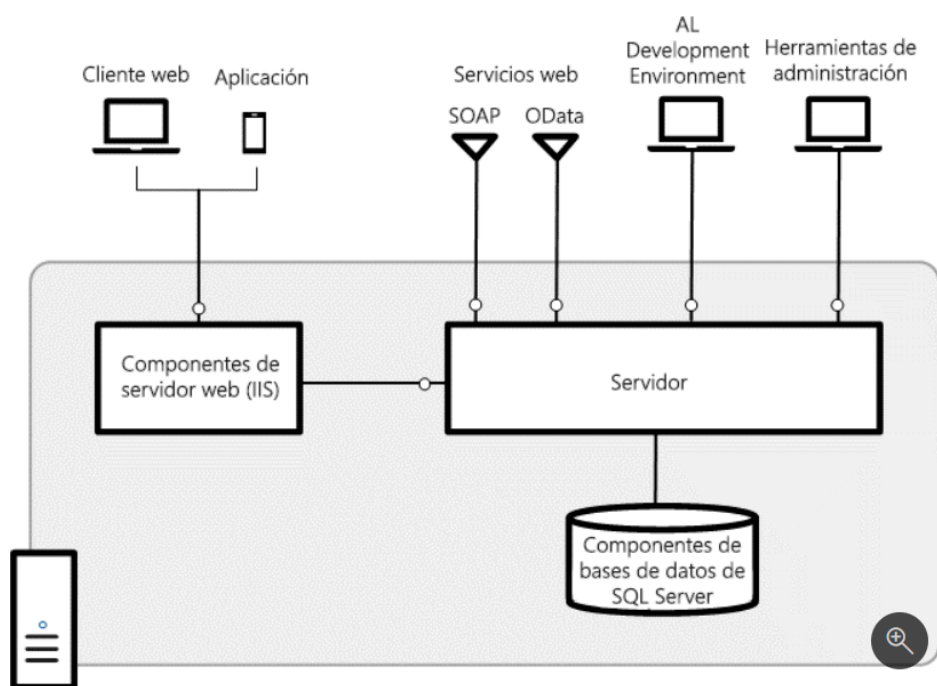 Cliente web
Aplicación
Servicios web
SOAP
OData
AL
Development
Environment
Herramientas de
administración
Componentes de
servidor web (IIS)
Servidor
Componentes de
bases de datos de
SQL Server